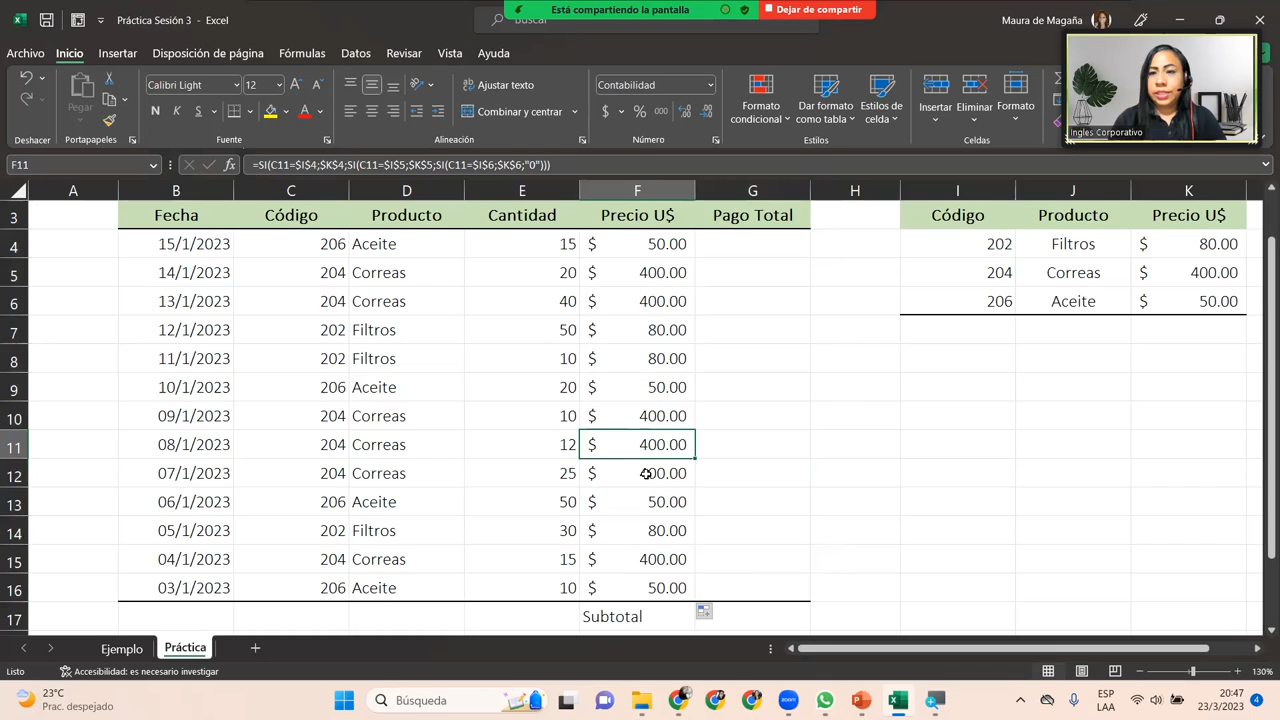 Práctica Sesión 3 - Excel
Está compartiendo la pantalla
Dejar de compartir
Buscar
Maura de Magaña
Archivo Inicio Insertar Disposición de página Fórmulas Datos Revisar Vista Ayuda
Pegar
Calibri Light 12
N K S
Ajustar texto
Combinar y centrar
Contabilidad
$ % 000
Formato condicional
Dar formato como tabla
Estilos de celda
Insertar
Eliminar
Formato
Ingles Corporativo
Deshacer Portapapeles Fuente Alineación Número Estilos Celdas
F11 fx =SI(C11=$I$4;$K$4;SI(C11=$I$5;$K$5;SI(C11=$I$6;$K$6;"0")))
A B C D E F G H I J K
3 Fecha Código Producto Cantidad Precio U$ Pago Total Código Producto Precio U$
4 15/1/2023 206 Aceite 15 $ 50.00 202 Filtros $ 80.00
5 14/1/2023 204 Correas 20 $ 400.00 204 Correas $ 400.00
6 13/1/2023 204 Correas 40 $ 400.00 206 Aceite $ 50.00
7 12/1/2023 202 Filtros 50 $ 80.00
8 11/1/2023 202 Filtros 10 $ 80.00
9 10/1/2023 206 Aceite 20 $ 50.00
10 09/1/2023 204 Correas 10 $ 400.00
11 08/1/2023 204 Correas 12 $ 400.00
12 07/1/2023 204 Correas 25 $ 00.00
13 06/1/2023 206 Aceite 50 $ 50.00
14 05/1/2023 202 Filtros 30 $ 80.00
15 04/1/2023 204 Correas 15 $ 400.00
16 03/1/2023 206 Aceite 10 $ 50.00
17 Subtotal
Ejemplo Práctica
Listo Accesibilidad: es necesario investigar 130%
23°C
Prac. despejado
Búsqueda
zoom
ESP
LAA
20:47
23/3/2023
4